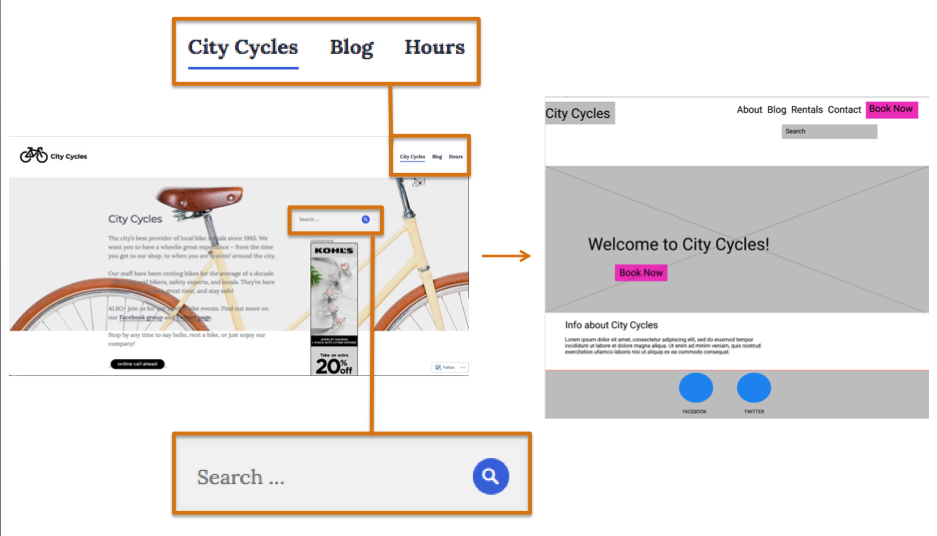 City Cycles Blog Hours
City Cycles
City Cycles Blog Hours
City Cycles
The city's best provider of local bike rentals since 1993. We
want you to have a wheelie great experience – from the time
you get to our shop, to when you are spinnin' around the city.
Our staff have been renting bikes for the average of a decade
bikers, safety experts, and locals. They're here
great time, and stay safe!
ALSO- join us for bike events. Find out more on
our Facebook group page.
Stop by any time to say hello, rent a bike, or just enjoy our
company!
online call ahead
Search ...
KOHL'S
Take an extra
20% off
Follow ...
Search ...
City Cycles
About Blog Rentals Contact Book Now
Search
Welcome to City Cycles!
Book Now
Info about City Cycles
Lorem ipsum dolor sit amet, consectetur adipiscing elit, sed do eiusmod tempor
incididunt ut labore et dolore magna aliqua. Ut enim ad minim veniam, quis nostrud
exercitation ullamco laboris nisi ut aliquip ex ea commodo consequat.
FACEBOOK TWITTER